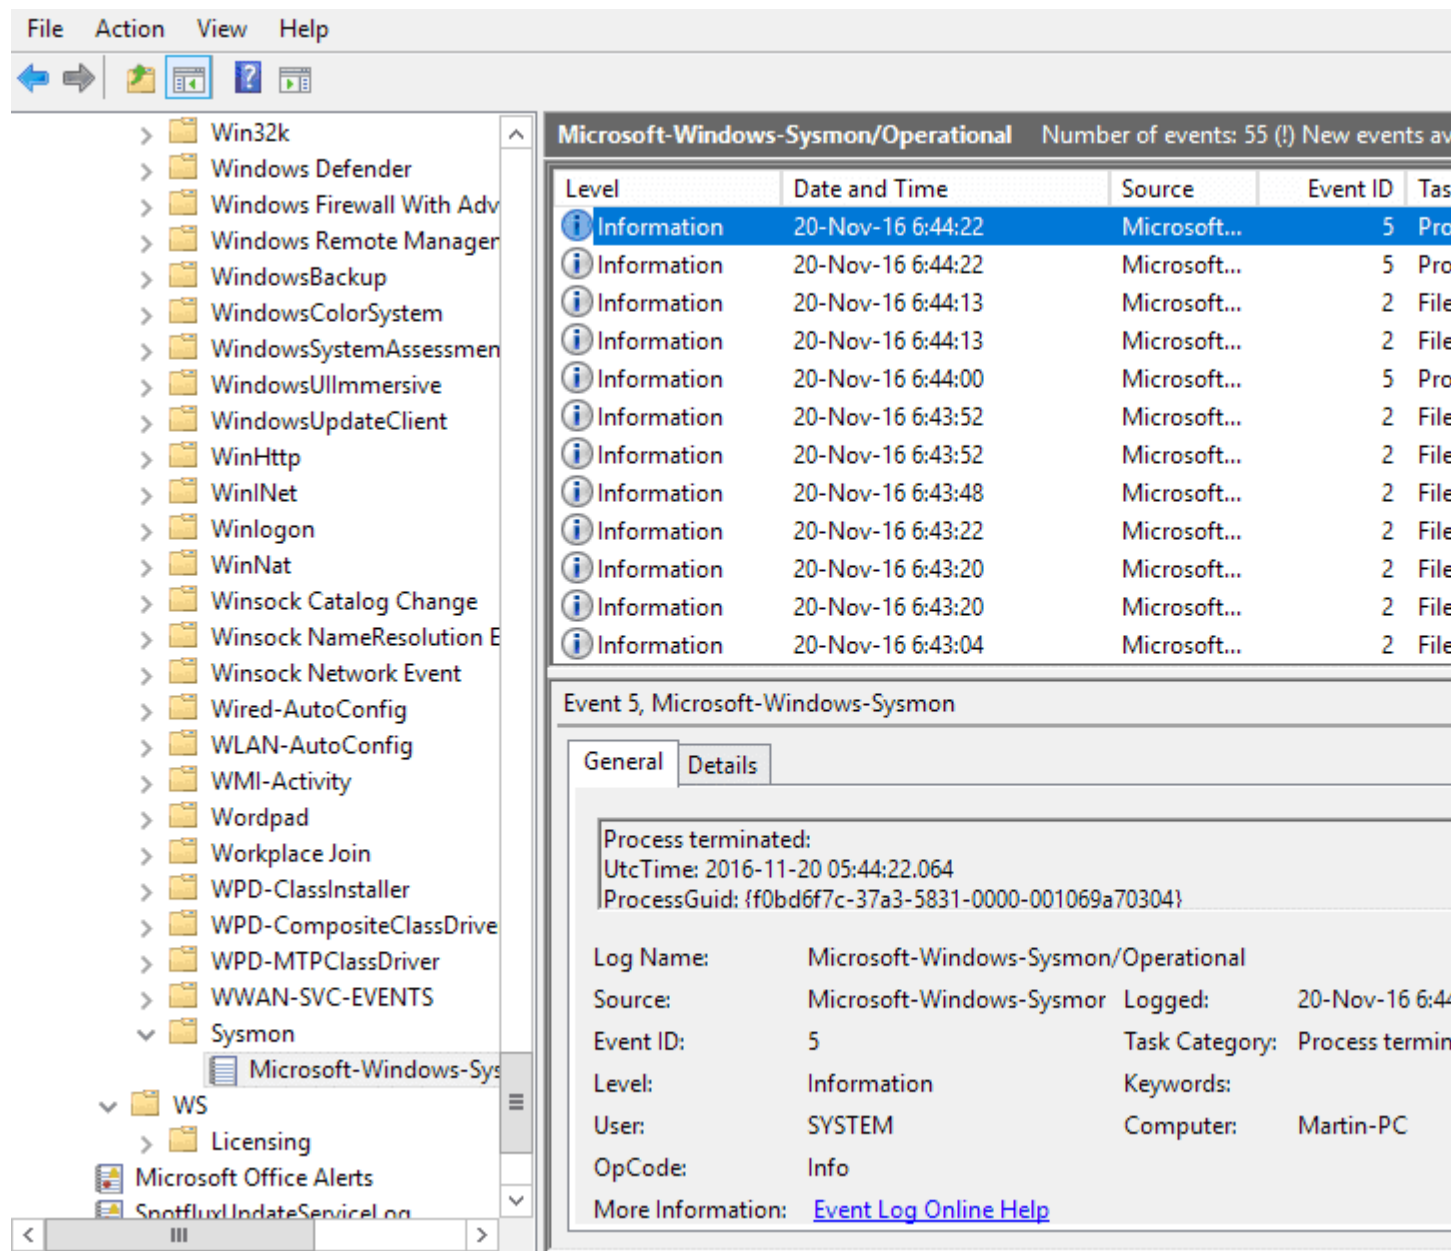 File Action View Help
Win32k
Windows Defender
Windows Firewall With Adv
Windows Remote Manager
WindowsBackup
WindowsColorSystem
WindowsSystemAssessmen
WindowsUIImmersive
WindowsUpdateClient
WinHttp
WinINet
Winlogon
WinNat
Winsock Catalog Change
Winsock NameResolution E
Winsock Network Event
Wired-AutoConfig
WLAN-AutoConfig
WMI-Activity
Wordpad
Workplace Join
WPD-ClassInstaller
WPD-CompositeClassDrive
WPD-MTPClassDriver
WWAN-SVC-EVENTS
Sysmon
Microsoft-Windows-Sys
WS
Licensing
Microsoft Office Alerts
SpotfluxUpdateServiceLog
Microsoft-Windows-Sysmon/Operational Number of events: 55 (!) New events av
Level Date and Time Source Event ID Tas
Information 20-Nov-16 6:44:22 Microsoft... 5 Pro
Information 20-Nov-16 6:44:22 Microsoft... 5 Pro
Information 20-Nov-16 6:44:13 Microsoft... 2 File
Information 20-Nov-16 6:44:13 Microsoft... 2 File
Information 20-Nov-16 6:44:00 Microsoft... 5 Pro
Information 20-Nov-16 6:43:52 Microsoft... 2 File
Information 20-Nov-16 6:43:52 Microsoft... 2 File
Information 20-Nov-16 6:43:48 Microsoft... 2 File
Information 20-Nov-16 6:43:22 Microsoft... 2 File
Information 20-Nov-16 6:43:20 Microsoft... 2 File
Information 20-Nov-16 6:43:20 Microsoft... 2 File
Information 20-Nov-16 6:43:04 Microsoft... 2 File
Event 5, Microsoft-Windows-Sysmon
General Details
Process terminated:
UtcTime: 2016-11-20 05:44:22.064
ProcessGuid: {f0bd6f7c-37a3-5831-0000-001069a70304}
Log Name: Microsoft-Windows-Sysmon/Operational
Source: Microsoft-Windows-Sysmor Logged: 20-Nov-16 6:44
Event ID: 5 Task Category: Process termin
Level: Information Keywords:
User: SYSTEM Computer: Martin-PC
OpCode: Info
More Information: Event Log Online Help